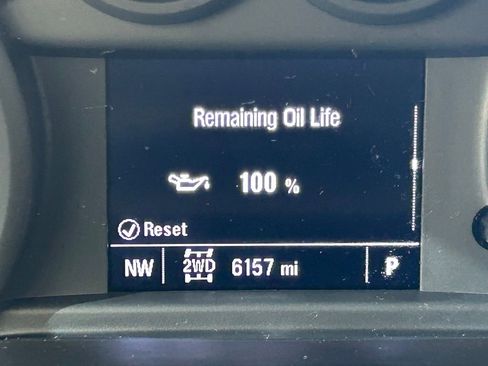 Remaining Oil Life
100 %
Reset
NW 2WD 6157 mi P